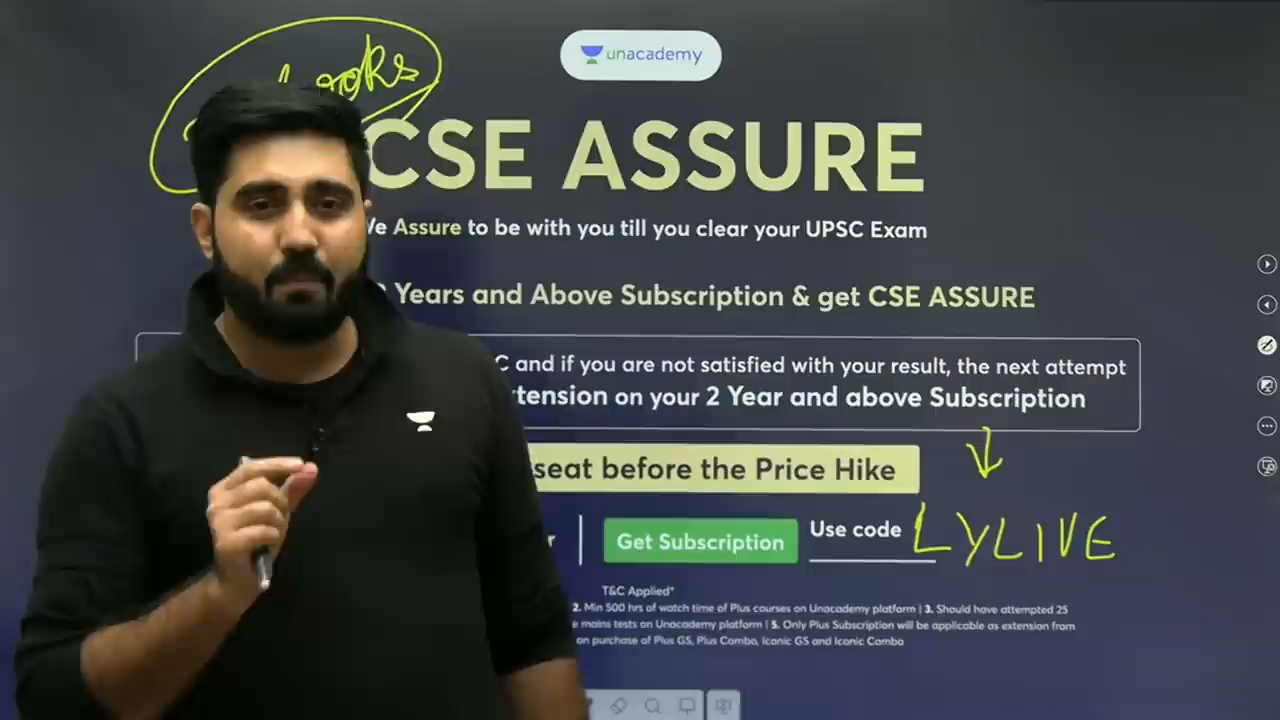 unacademy
CSE ASSURE
Assure to be with you till you clear your UPSC Exam
Years and Above Subscription & get CSE ASSURE
and if you are not satisfied with your result, the next attempt
on your 2 Year and above Subscription
seat before the Price Hike
Get Subscription
Use code LYLIVE
T&C Applied*
2. Min 500 hrs of watch time of Plus courses on Unacademy platform | 3. Should have attempted 25
mains tests on Unacademy platform | 5. Only Plus Subscription will be applicable as extension from
on purchase of Plus GS, Plus Combo, Iconic GS and Iconic Combo